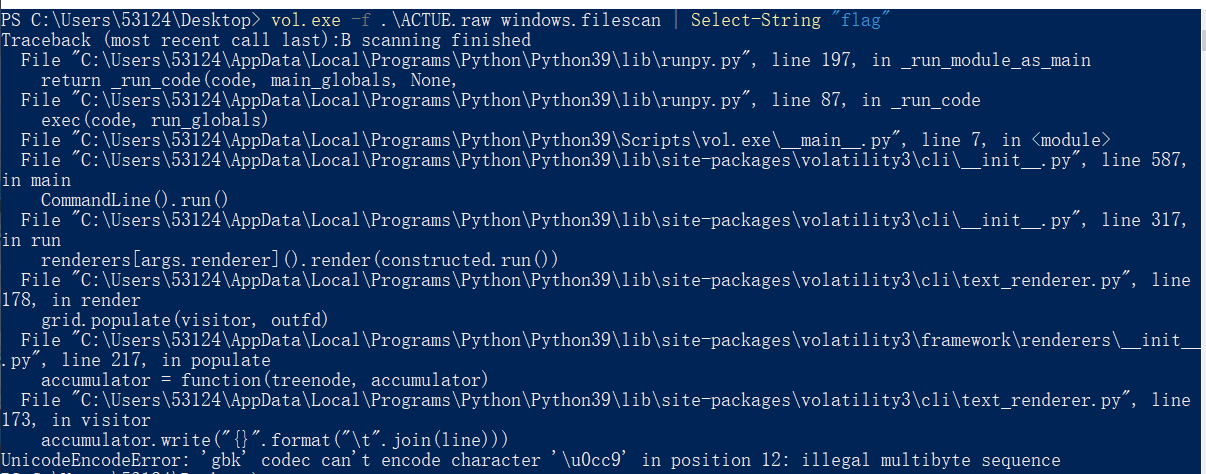 PS C:\Users\53124\Desktop> vol.exe -f .\ACTUE.raw windows.filescan | Select-String "flag"
Traceback (most recent call last):B scanning finished
  File "C:\Users\53124\AppData\Local\Programs\Python\Python39\lib\runpy.py", line 197, in _run_module_as_main
    return _run_code(code, main_globals, None,
  File "C:\Users\53124\AppData\Local\Programs\Python\Python39\lib\runpy.py", line 87, in _run_code
    exec(code, run_globals)
  File "C:\Users\53124\AppData\Local\Programs\Python\Python39\Scripts\vol.exe\__main__.py", line 7, in <module>
  File "C:\Users\53124\AppData\Local\Programs\Python\Python39\lib\site-packages\volatility3\cli\__init__.py", line 587,
in main
    CommandLine().run()
  File "C:\Users\53124\AppData\Local\Programs\Python\Python39\lib\site-packages\volatility3\cli\__init__.py", line 317,
in run
    renderers[args.renderer]().render(constructed.run())
  File "C:\Users\53124\AppData\Local\Programs\Python\Python39\lib\site-packages\volatility3\cli\text_renderer.py", line
178, in render
    grid.populate(visitor, outfd)
  File "C:\Users\53124\AppData\Local\Programs\Python\Python39\lib\site-packages\volatility3\framework\renderers\__init__
.py", line 217, in populate
    accumulator = function(treenode, accumulator)
  File "C:\Users\53124\AppData\Local\Programs\Python\Python39\lib\site-packages\volatility3\cli\text_renderer.py", line
173, in visitor
    accumulator.write("{}".format("\t".join(line)))
UnicodeEncodeError: 'gbk' codec can't encode character '\u0cc9' in position 12: illegal multibyte sequence